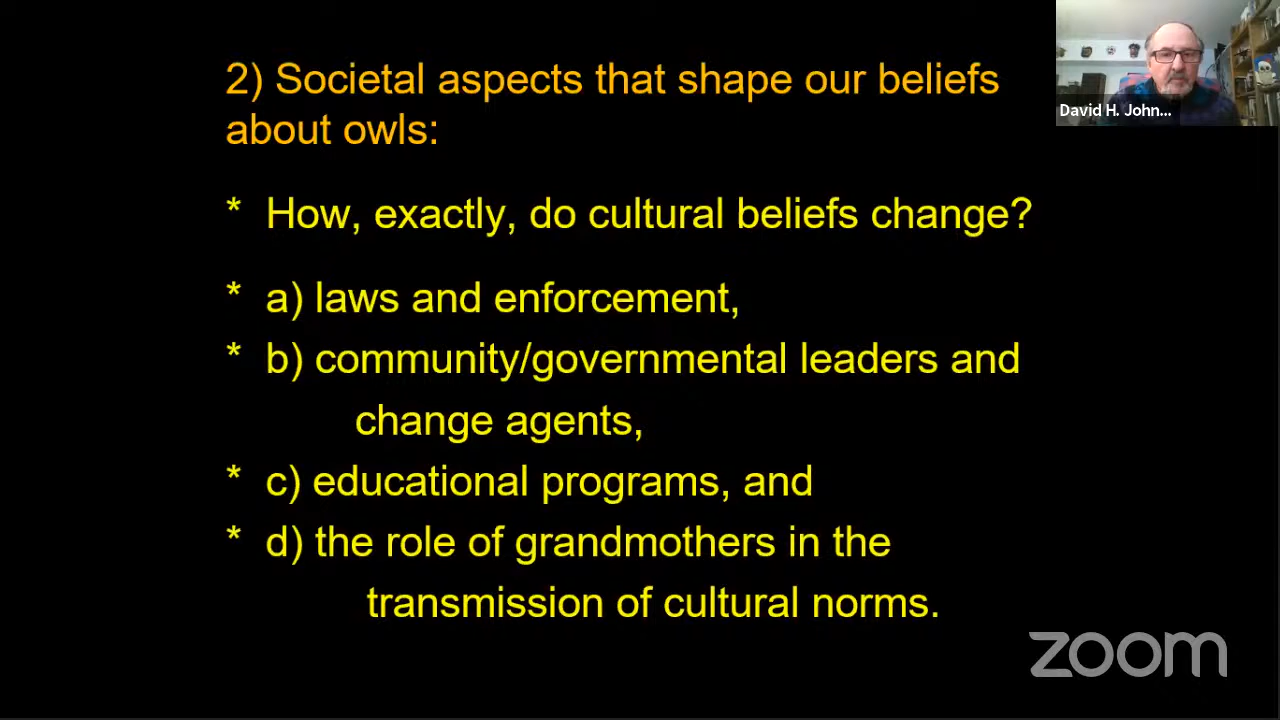 2) Societal aspects that shape our beliefs
about owls:
* How, exactly, do cultural beliefs change?
* a) laws and enforcement,
* b) community/governmental leaders and
change agents,
* c) educational programs, and
* d) the role of grandmothers in the
transmission of cultural norms.
David H. John...
zoom